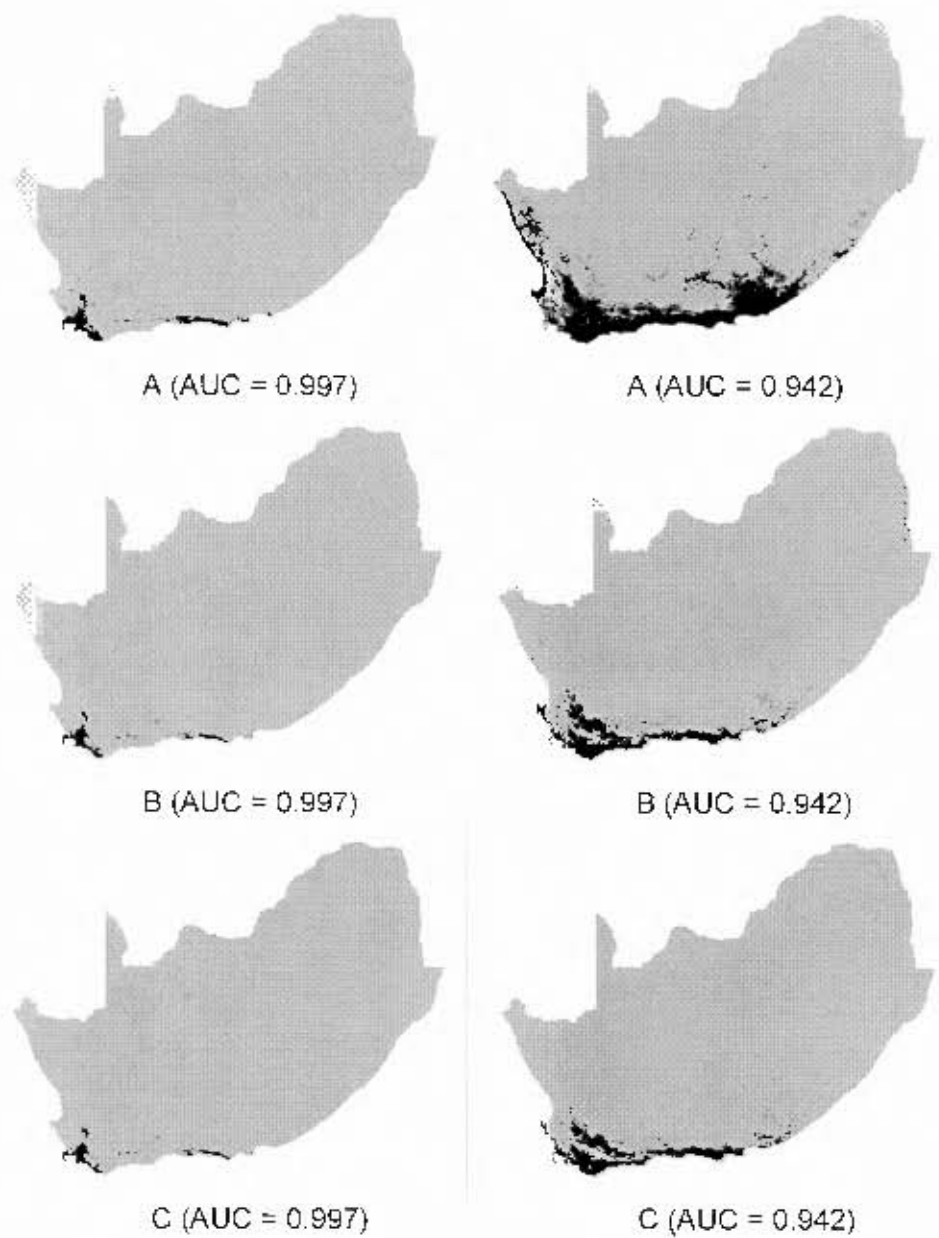 A (AUC = 0.997)
A (AUC = 0.942)
B (AUC = 0.997)
B (AUC = 0.942)
C (AUC = 0.997)
C (AUC = 0.942)